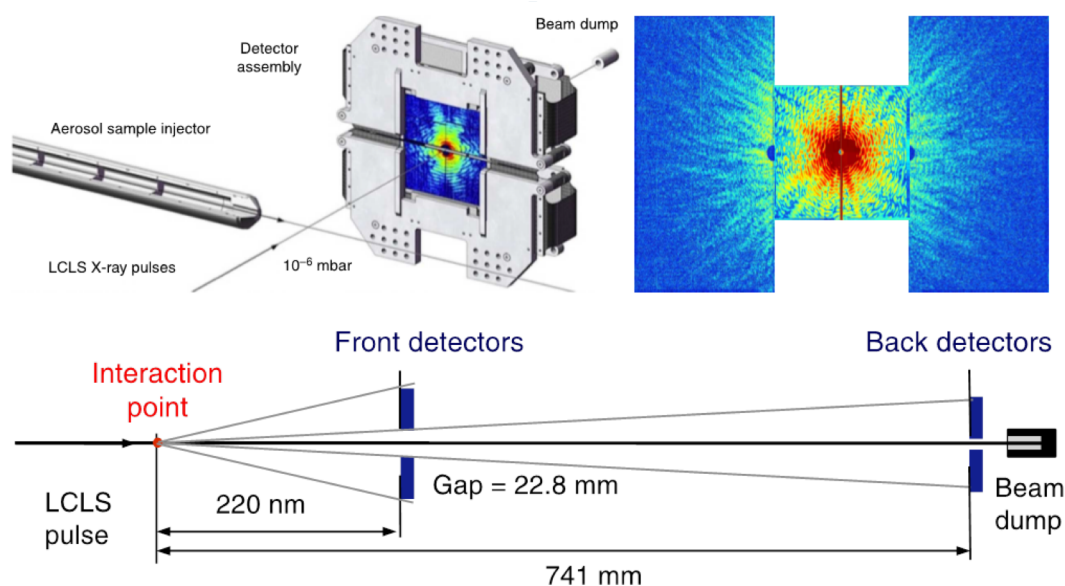 Beam dump
Detector
assembly
Aerosol sample injector
LCLS X-ray pulses
10⁻⁶ mbar
Front detectors
Back detectors
Interaction
point
Gap = 22.8 mm
LCLS
pulse
220 nm
Beam
dump
741 mm